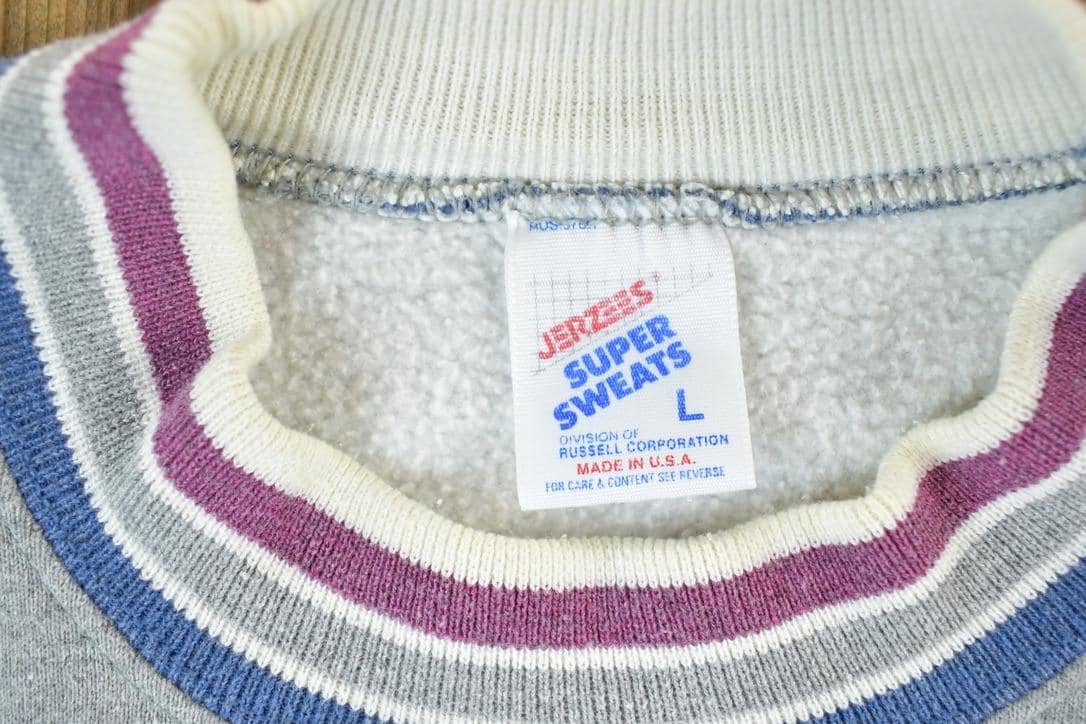 JERZEES
SUPER
SWEATS
L
DIVISION OF
RUSSELL CORPORATION
MADE IN U.S.A.
FOR CARE & CONTENT SEE REVERSE